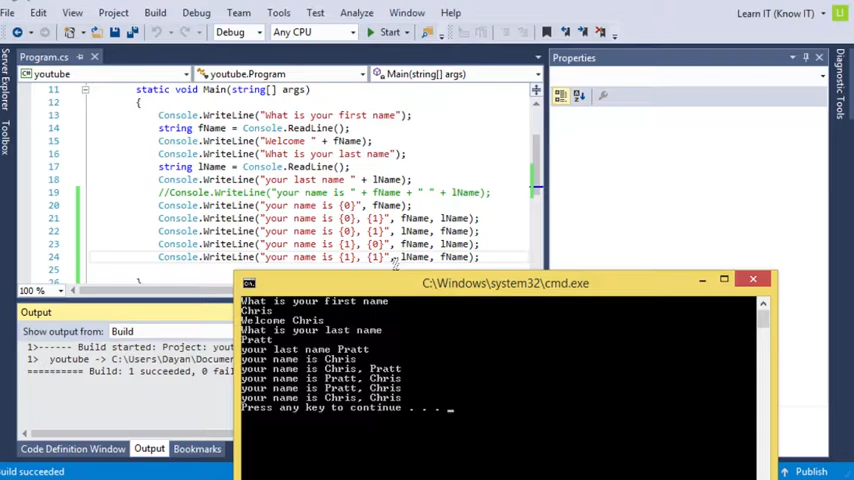 File Edit View Project Build Debug Team Tools Test Analyze Window Help Learn IT (Know IT) LI
Debug Any CPU Start
Program.cs
youtube youtube.Program Main(string[] args)
11 static void Main(string[] args)
12 {
13 Console.WriteLine("What is your first name");
14 string fName = Console.ReadLine();
15 Console.WriteLine("Welcome " + fName);
16 Console.WriteLine("What is your last name");
17 string lName = Console.ReadLine();
18 Console.WriteLine("your last name " + lName);
19 //Console.WriteLine("your name is " + fName + " " + lName);
20 Console.WriteLine("your name is {0}", fName);
21 Console.WriteLine("your name is {0}, {1}", fName, lName);
22 Console.WriteLine("your name is {0}, {1}", lName, fName);
23 Console.WriteLine("your name is {1}, {0}", fName, lName);
24 Console.WriteLine("your name is {1}, {1}", lName, fName);
25
}
100 %
Server Explorer
Toolbox
Properties
Diagnostic Tools
Output
Show output from: Build
1>------ Build started: Project: yout
1> youtube -> C:\Users\Dayan\Documen
========== Build: 1 succeeded, 0 fail
C:\Windows\system32\cmd.exe
What is your first name
Chris
Welcome Chris
What is your last name
Pratt
your last name Pratt
your name is Chris
your name is Chris, Pratt
your name is Pratt, Chris
your name is Pratt, Chris
your name is Chris, Chris
Press any key to continue . . . _
Code Definition Window Output Bookmarks
Build succeeded
Publish